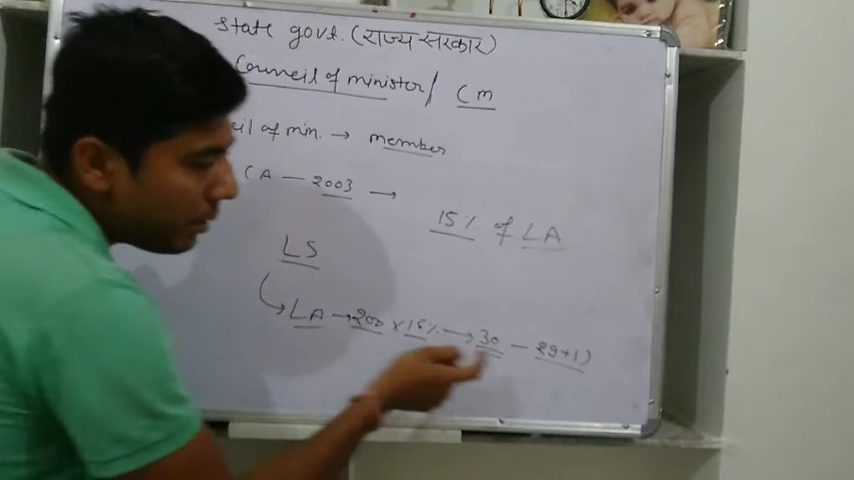 State govt. (राज्य सरकार)
Council of minister/ CM
cil of min. → member
CA — 2003 →
15% of LA
LS
LA → 200 × 15% → 30 — 29+1)